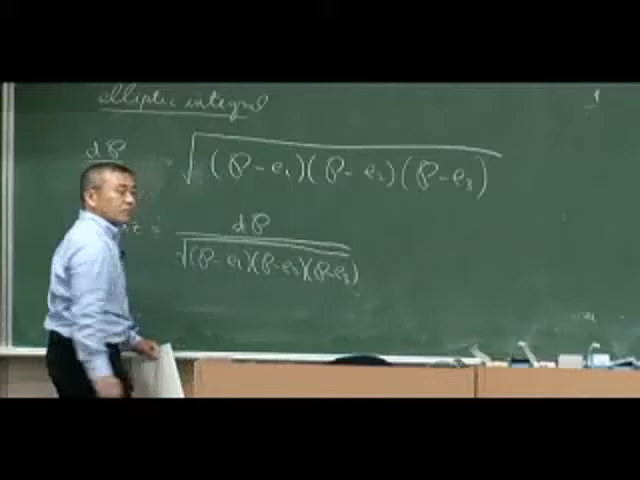 elliptic integral
d℘ = √(℘-e₁)(℘-e₂)(℘-e₃)
= d℘
√(℘-e₁)(℘-e₂)(℘-e₃)